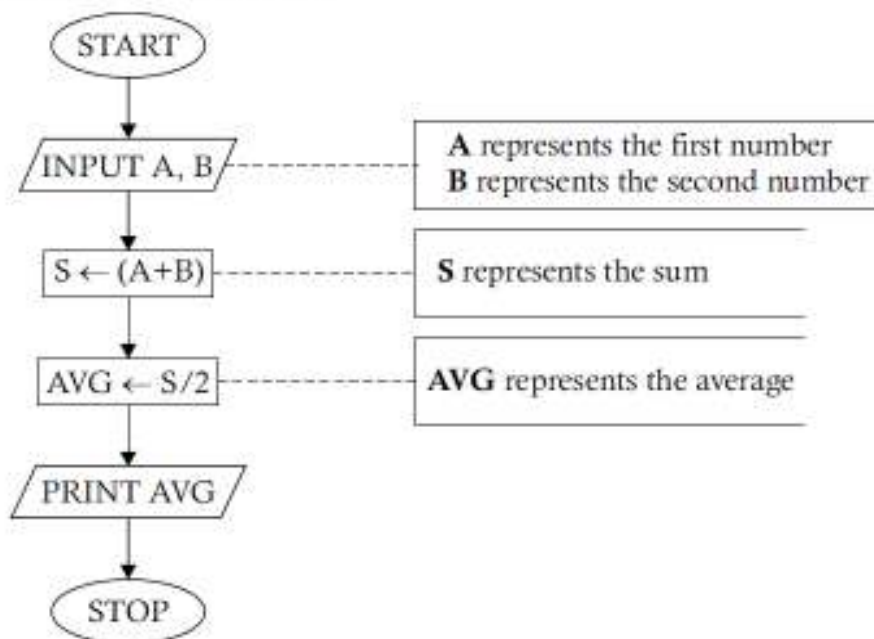 START
INPUT A, B
A represents the first number
B represents the second number
S ← (A+B)
S represents the sum
AVG ← S/2
AVG represents the average
PRINT AVG
STOP